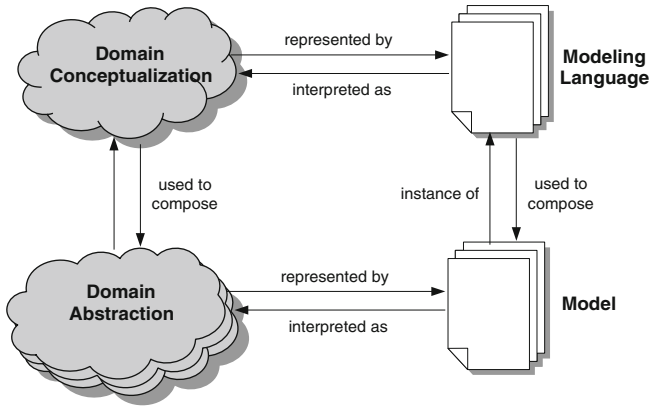 Domain
Conceptualization
represented by
interpreted as
Modeling
Language
used to
compose
instance of
used to
compose
Domain
Abstraction
represented by
interpreted as
Model